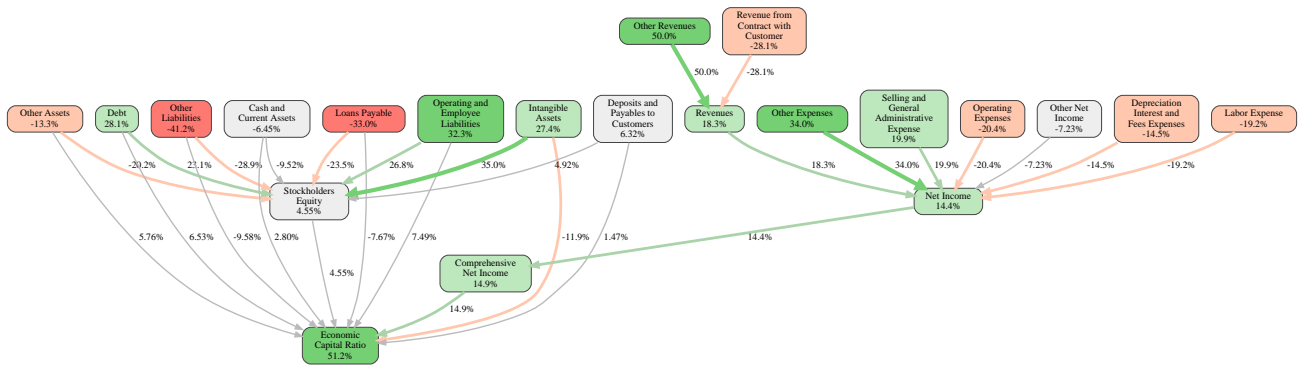 Other Revenues
50.0%
Revenue from
Contract with
Customer
-28.1%
50.0%
-28.1%
Other Assets
-13.3%
Debt
28.1%
Other
Liabilities
-41.2%
Cash and
Current Assets
-6.45%
Loans Payable
-33.0%
Operating and
Employee
Liabilities
32.3%
Intangible
Assets
27.4%
Deposits and
Payables to
Customers
6.32%
Revenues
18.3%
Other Expenses
34.0%
Selling and
General
Administrative
Expense
19.9%
Operating
Expenses
-20.4%
Other Net
Income
-7.23%
Depreciation
Interest and
Fees Expenses
-14.5%
Labor Expense
-19.2%
-20.2%
23.1%
-28.9%
-9.52%
-23.5%
26.8%
35.0%
4.92%
18.3%
34.0%
19.9%
-20.4%
-7.23%
-14.5%
-19.2%
Stockholders
Equity
4.55%
Net Income
14.4%
5.76%
6.53%
-9.58%
2.80%
-7.67%
7.49%
-11.9%
1.47%
14.4%
4.55%
Comprehensive
Net Income
14.9%
14.9%
Economic
Capital Ratio
51.2%